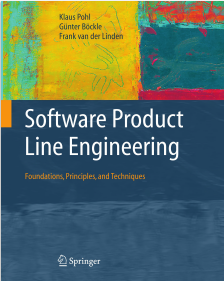 Klaus Pohl
Günter Böckle
Frank van der Linden
Software Product
Line Engineering
Foundations, Principles, and Techniques
Springer